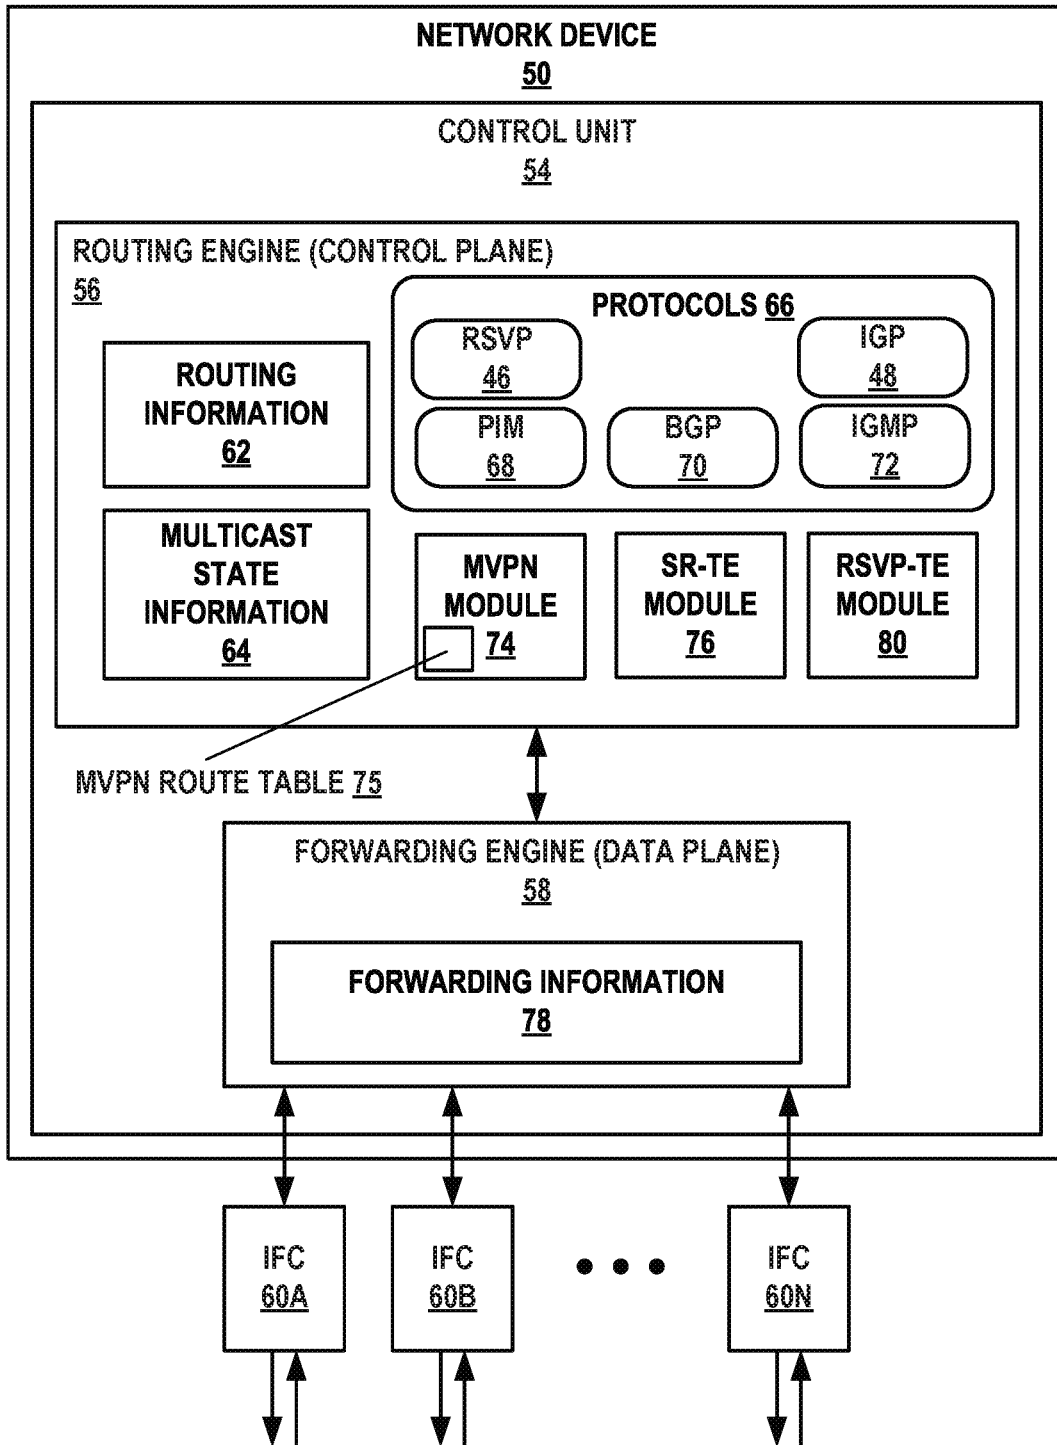 NETWORK DEVICE
50
CONTROL UNIT
54
ROUTING ENGINE (CONTROL PLANE)
56
PROTOCOLS 66
RSVP
46
IGP
48
PIM
68
BGP
70
IGMP
72
ROUTING
INFORMATION
62
MULTICAST
STATE
INFORMATION
64
MVPN
MODULE
74
SR-TE
MODULE
76
RSVP-TE
MODULE
80
MVPN ROUTE TABLE 75
FORWARDING ENGINE (DATA PLANE)
58
FORWARDING INFORMATION
78
IFC
60A
IFC
60B
IFC
60N